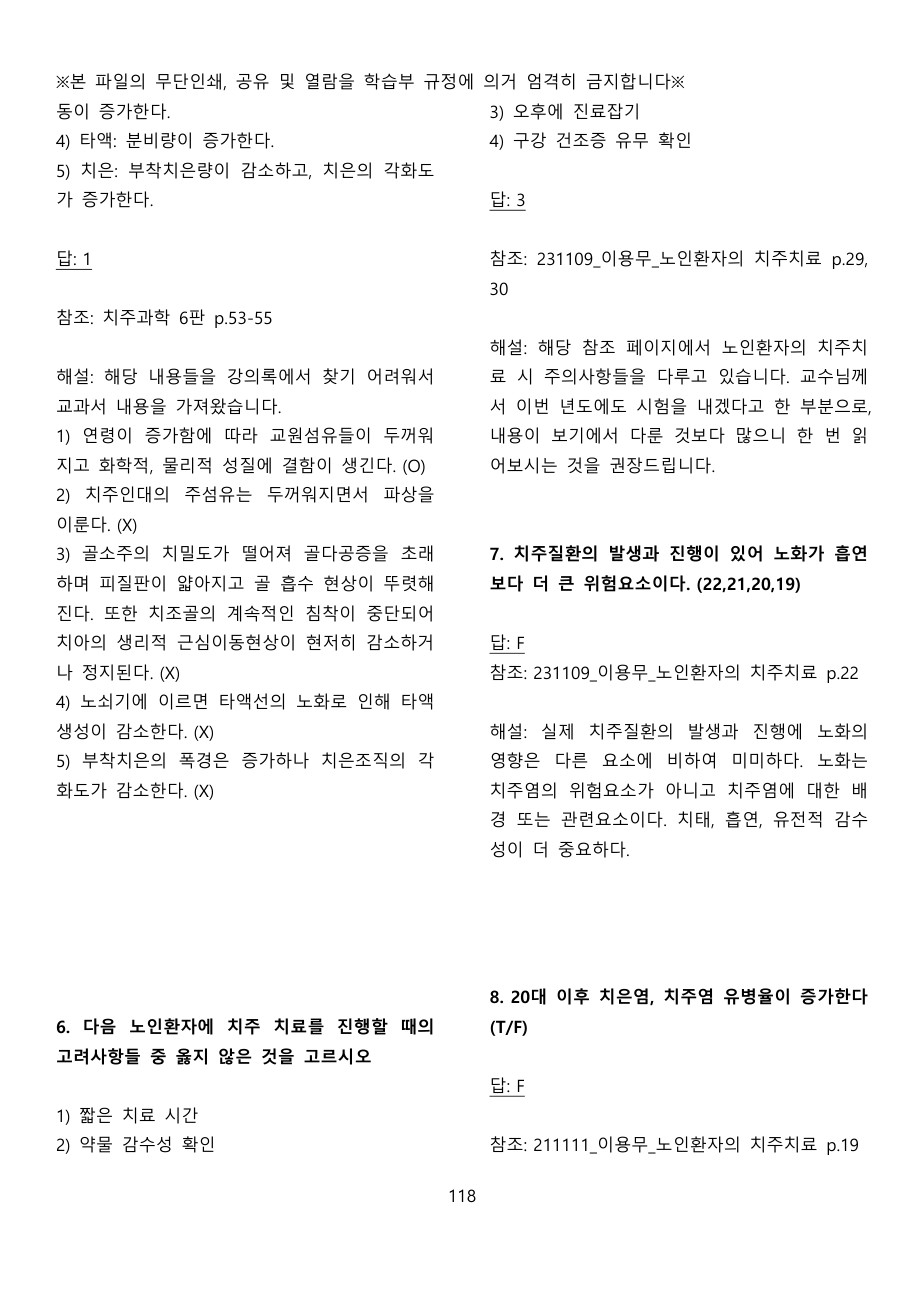 ※본 파일의 무단인쇄, 공유 및 열람을 학습부 규정에 의거 엄격히 금지합니다※
동이 증가한다.
4) 타액: 분비량이 증가한다.
5) 치은: 부착치은량이 감소하고, 치은의 각화도
가 증가한다.
답: 1
참조: 치주과학 6판 p.53-55
해설: 해당 내용들을 강의록에서 찾기 어려워서
교과서 내용을 가져왔습니다.
1) 연령이 증가함에 따라 교원섬유들이 두꺼워
지고 화학적, 물리적 성질에 결함이 생긴다. (O)
2) 치주인대의 주섬유는 두꺼워지면서 파상을
이룬다. (X)
3) 골소주의 치밀도가 떨어져 골다공증을 초래
하며 피질판이 얇아지고 골 흡수 현상이 뚜렷해
진다. 또한 치조골의 계속적인 침착이 중단되어
치아의 생리적 근심이동현상이 현저히 감소하거
나 정지된다. (X)
4) 노쇠기에 이르면 타액선의 노화로 인해 타액
생성이 감소한다. (X)
5) 부착치은의 폭경은 증가하나 치은조직의 각
화도가 감소한다. (X)
6. 다음 노인환자에 치주 치료를 진행할 때의
고려사항들 중 옳지 않은 것을 고르시오
1) 짧은 치료 시간
2) 약물 감수성 확인
3) 오후에 진료잡기
4) 구강 건조증 유무 확인
답: 3
참조: 231109_이용무_노인환자의 치주치료 p.29,
30
해설: 해당 참조 페이지에서 노인환자의 치주치
료 시 주의사항들을 다루고 있습니다. 교수님께
서 이번 년도에도 시험을 내겠다고 한 부분으로,
내용이 보기에서 다룬 것보다 많으니 한 번 읽
어보시는 것을 권장드립니다.
7. 치주질환의 발생과 진행이 있어 노화가 흡연
보다 더 큰 위험요소이다. (22,21,20,19)
답: F
참조: 231109_이용무_노인환자의 치주치료 p.22
해설: 실제 치주질환의 발생과 진행에 노화의
영향은 다른 요소에 비하여 미미하다. 노화는
치주염의 위험요소가 아니고 치주염에 대한 배
경 또는 관련요소이다. 치태, 흡연, 유전적 감수
성이 더 중요하다.
8. 20대 이후 치은염, 치주염 유병율이 증가한다
(T/F)
답: F
참조: 211111_이용무_노인환자의 치주치료 p.19
118